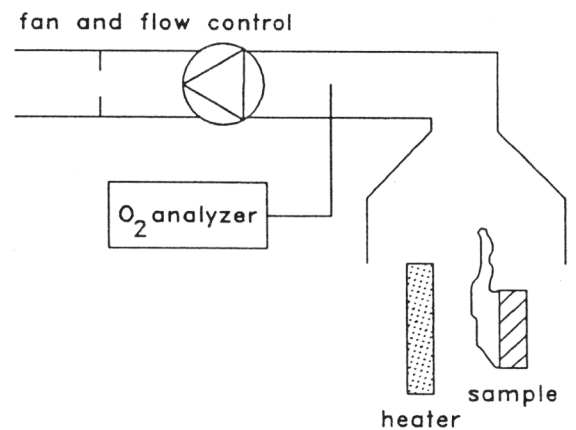 fan and flow control
O₂ analyzer
sample
heater